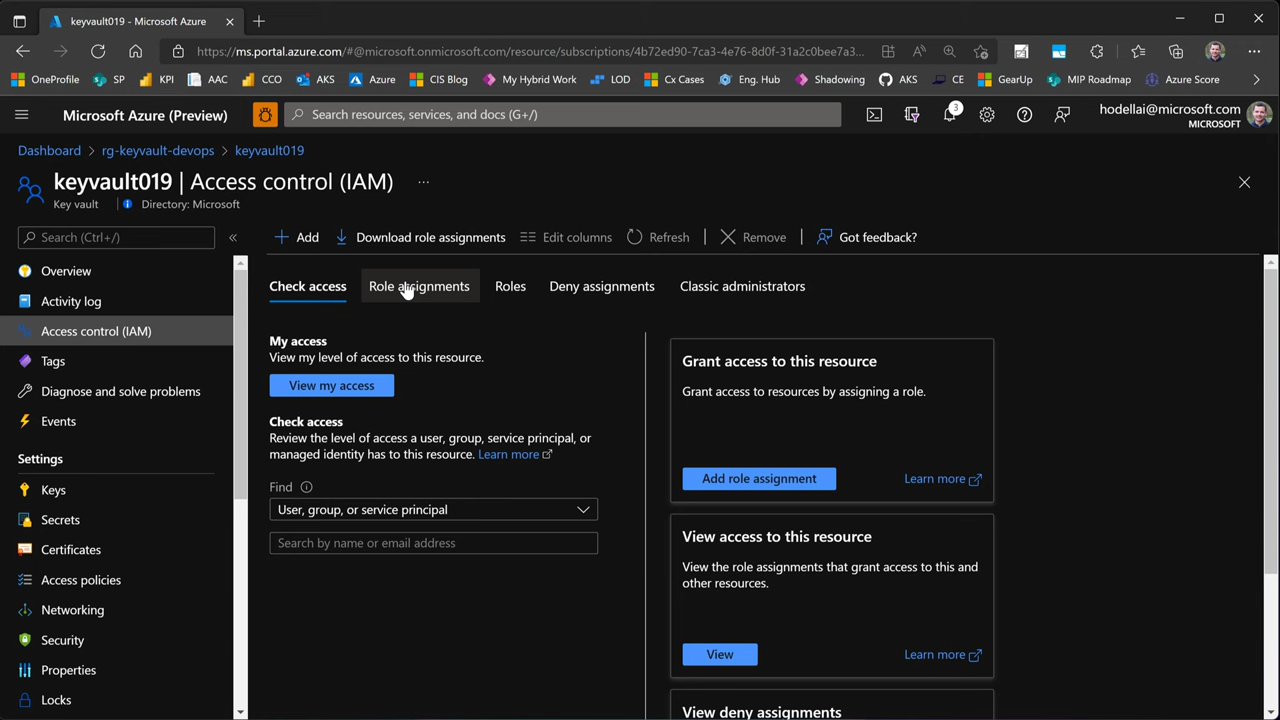 keyvault019 - Microsoft Azure
https://ms.portal.azure.com/#@microsoft.onmicrosoft.com/resource/subscriptions/4b72ed90-7ca3-4e76-8d0f-31a2c0bee7a3...
OneProfile SP KPI AAC CCO AKS Azure CIS Blog My Hybrid Work LOD Cx Cases Eng. Hub Shadowing AKS CE GearUp MIP Roadmap Azure Score
Microsoft Azure (Preview)
Search resources, services, and docs (G+/)
3
hodellai@microsoft.com
MICROSOFT
Dashboard > rg-keyvault-devops > keyvault019
keyvault019 | Access control (IAM) ...
Key vault
Directory: Microsoft
Search (Ctrl+/)
«
Overview
Activity log
Access control (IAM)
Tags
Diagnose and solve problems
Events
Settings
Keys
Secrets
Certificates
Access policies
Networking
Security
Properties
Locks
Add Download role assignments Edit columns Refresh Remove Got feedback?
Check access Role assignments Roles Deny assignments Classic administrators
My access
View my level of access to this resource.
View my access
Check access
Review the level of access a user, group, service principal, or
managed identity has to this resource. Learn more
Find
User, group, or service principal
Search by name or email address
Grant access to this resource
Grant access to resources by assigning a role.
Add role assignment
Learn more
View access to this resource
View the role assignments that grant access to this and
other resources.
View
Learn more
View deny assignments